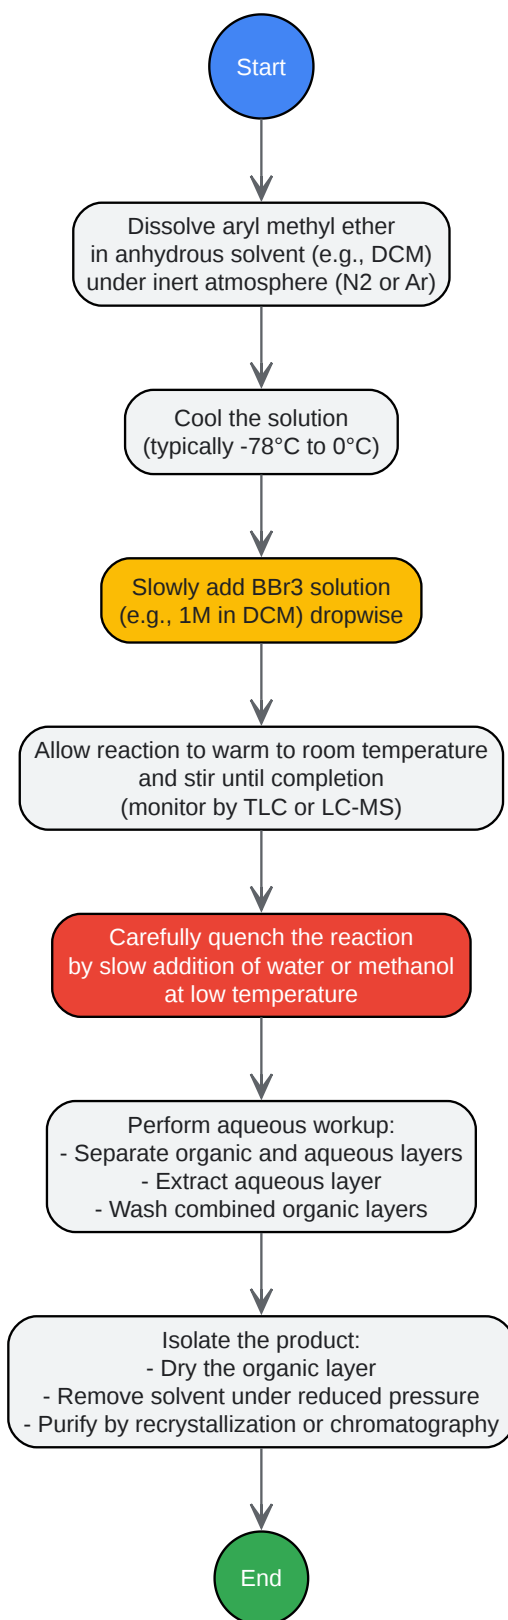 Start
Dissolve aryl methyl ether
in anhydrous solvent (e.g., DCM)
under inert atmosphere (N2 or Ar)
Cool the solution
(typically -78°C to 0°C)
Slowly add BBr3 solution
(e.g., 1M in DCM) dropwise
Allow reaction to warm to room temperature
and stir until completion
(monitor by TLC or LC-MS)
Carefully quench the reaction
by slow addition of water or methanol
at low temperature
Perform aqueous workup:
- Separate organic and aqueous layers
- Extract aqueous layer
- Wash combined organic layers
Isolate the product:
- Dry the organic layer
- Remove solvent under reduced pressure
- Purify by recrystallization or chromatography
End